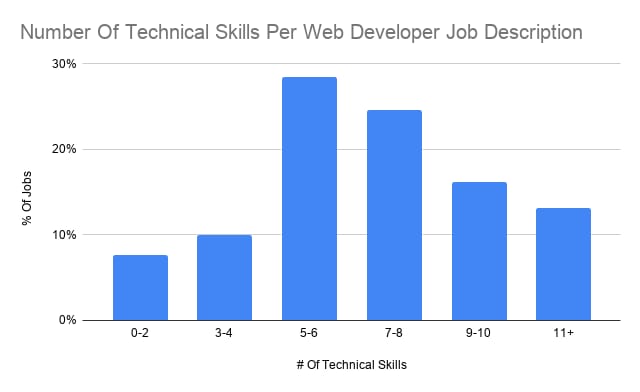 Number Of Technical Skills Per Web Developer Job Description
30%
20%
10%
0%
% Of Jobs
0-2 3-4 5-6 7-8 9-10 11+
# Of Technical Skills